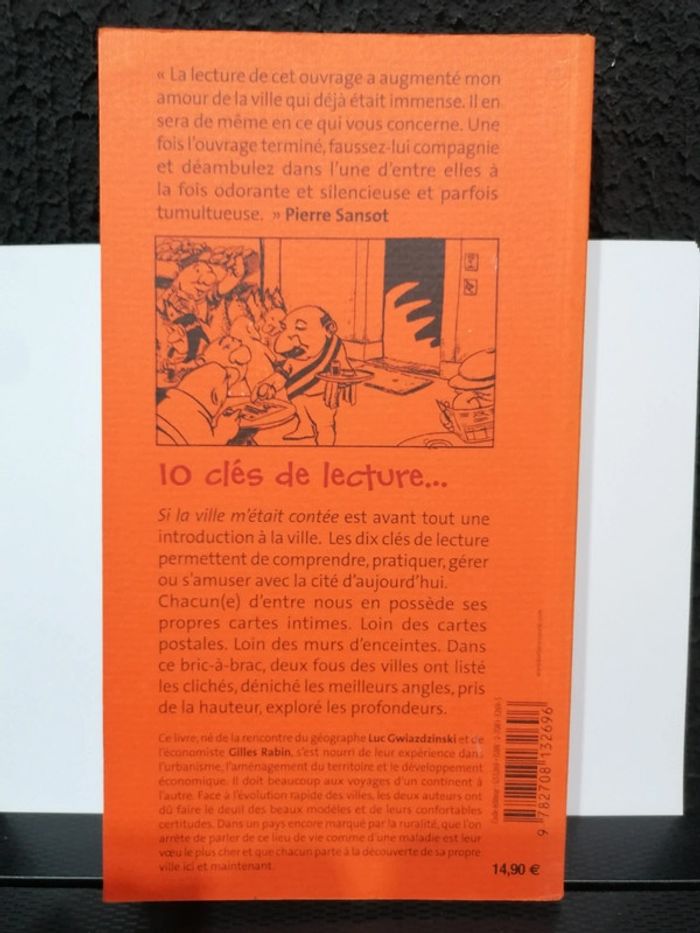 « La lecture de cet ouvrage a augmenté mon
amour de la ville qui déjà était immense. Il en
sera de même en ce qui vous concerne. Une
fois l'ouvrage terminé, faussez-lui compagnie
et déambulez dans l'une d'entre elles à
la fois odorante et silencieuse et parfois
tumultueuse. » Pierre Sansot
10 clés de lecture...
Si la ville m'était contée est avant tout une
introduction à la ville. Les dix clés de lecture
permettent de comprendre, pratiquer, gérer
ou s'amuser avec la cité d'aujourd'hui.
Chacun(e) d'entre nous en possède ses
propres cartes intimes. Loin des cartes
postales. Loin des murs d'enceintes. Dans
ce bric-à-brac, deux fous des villes ont listé
les clichés, déniché les meilleurs angles, pris
de la hauteur, exploré les profondeurs.
Ce livre, né de la rencontre du géographe Luc Gwiazdzinski et de
l'économiste Gilles Rabin, s'est nourri de leur expérience dans
l'urbanisme, l'aménagement du territoire et le développement
économique. Il doit beaucoup aux voyages d'un continent à
l'autre. Face à l'évolution rapide des villes, les deux auteurs ont
dû faire le deuil des beaux modèles et de leurs confortables
certitudes. Dans un pays encore marqué par la ruralité, que l'on
arrête de parler de ce lieu de vie comme d'une maladie est leur
vœu le plus cher et que chacun parte à la découverte de sa propre
ville ici et maintenant.
9 782708 132696
14,90 €